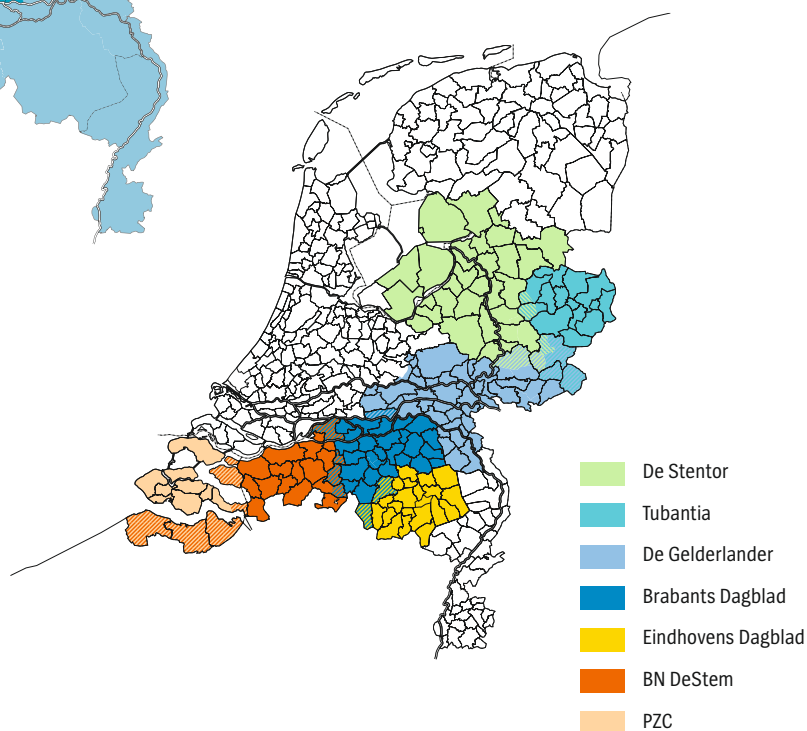 De Stentor
Tubantia
De Gelderlander
Brabants Dagblad
Eindhovens Dagblad
BN DeStem
PZC